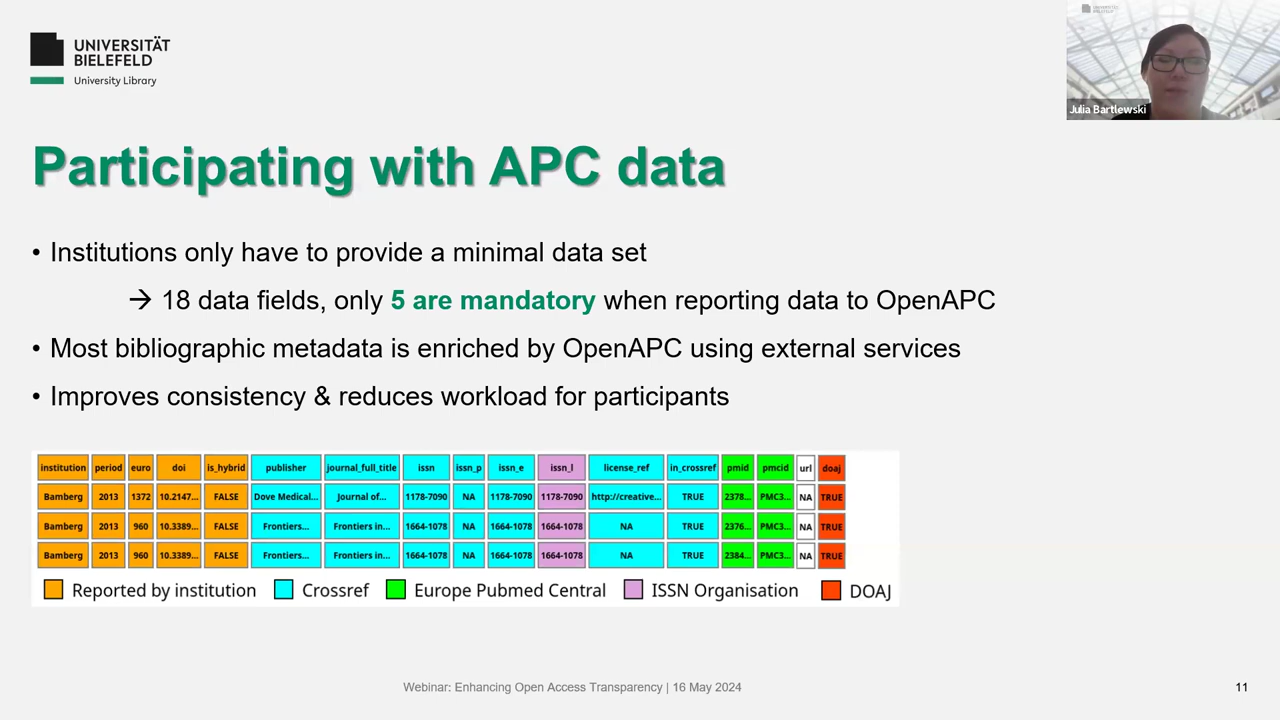 UNIVERSITÄT
BIELEFELD
University Library
Julia Bartlewski
Participating with APC data
• Institutions only have to provide a minimal data set
→ 18 data fields, only 5 are mandatory when reporting data to OpenAPC
• Most bibliographic metadata is enriched by OpenAPC using external services
• Improves consistency & reduces workload for participants
institution period euro doi is_hybrid publisher journal_full_title issn issn_p issn_e issn_l license_ref in_crossref pmid pmcid url doaj
Bamberg 2013 1372 10.2147... FALSE Dove Medical... Journal of... 1178-7090 NA 1178-7090 1178-7090 http://creative... TRUE 2378... PMC3... NA TRUE
Bamberg 2013 960 10.3389... FALSE Frontiers... Frontiers in... 1664-1078 NA 1664-1078 1664-1078 NA TRUE 2376... PMC3... NA TRUE
Bamberg 2013 960 10.3389... FALSE Frontiers... Frontiers in... 1664-1078 NA 1664-1078 1664-1078 NA TRUE 2384... PMC3... NA TRUE
Reported by institution Crossref Europe Pubmed Central ISSN Organisation DOAJ
Webinar: Enhancing Open Access Transparency | 16 May 2024
11